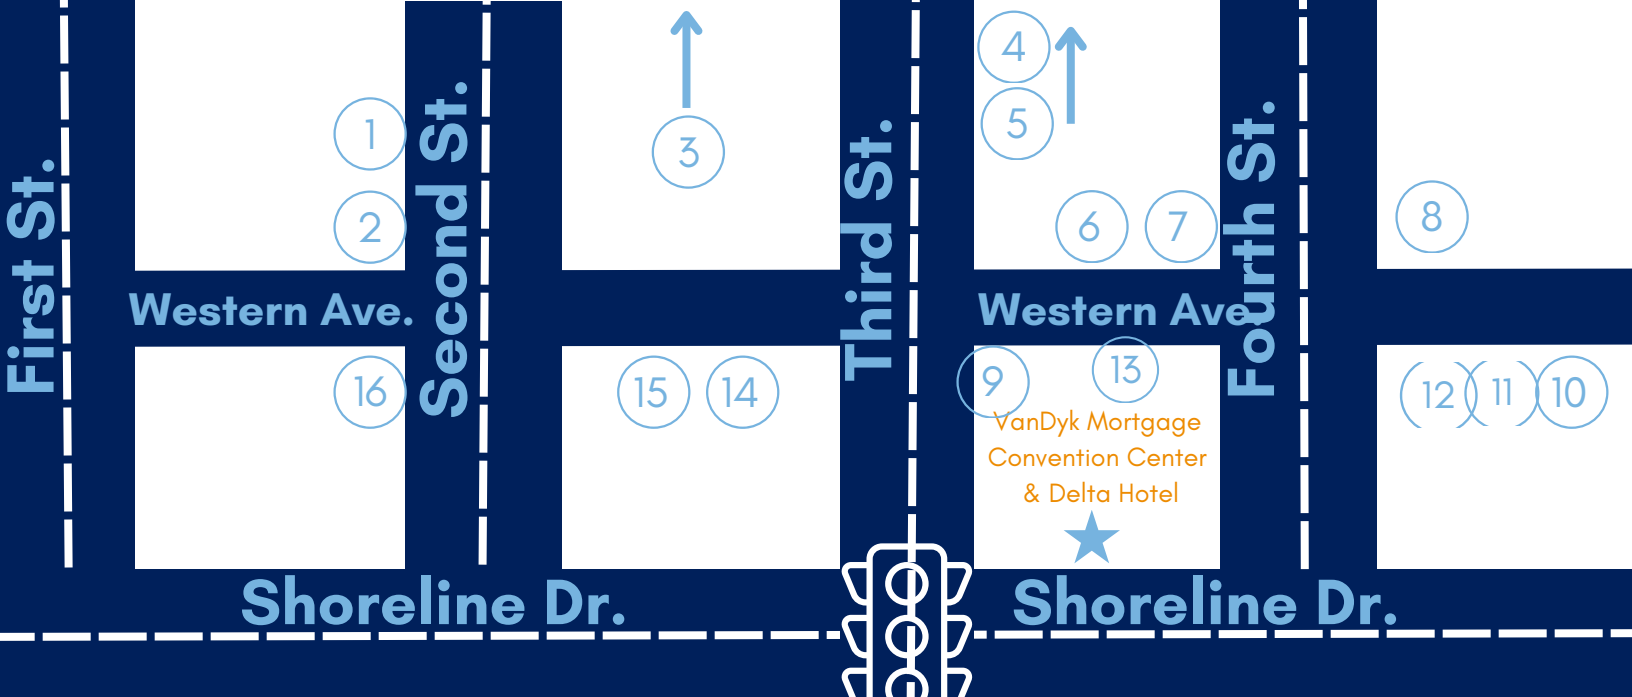 First St.
1
2
Second St.
3
Third St.
4
5
6
7
Fourth St.
8
Western Ave.
Western Ave.
16
15
14
9
13
12
11
10
VanDyk Mortgage
Convention Center
& Delta Hotel
Shoreline Dr.
Shoreline Dr.